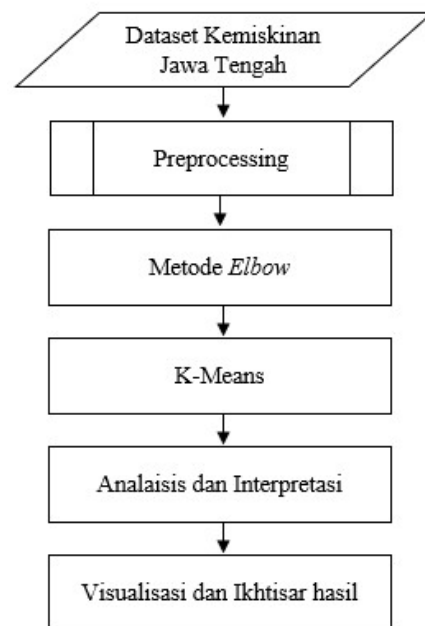 Dataset Kemiskinan
Jawa Tengah
Preprocessing
Metode Elbow
K-Means
Analaisis dan Interpretasi
Visualisasi dan Ikhtisar hasil